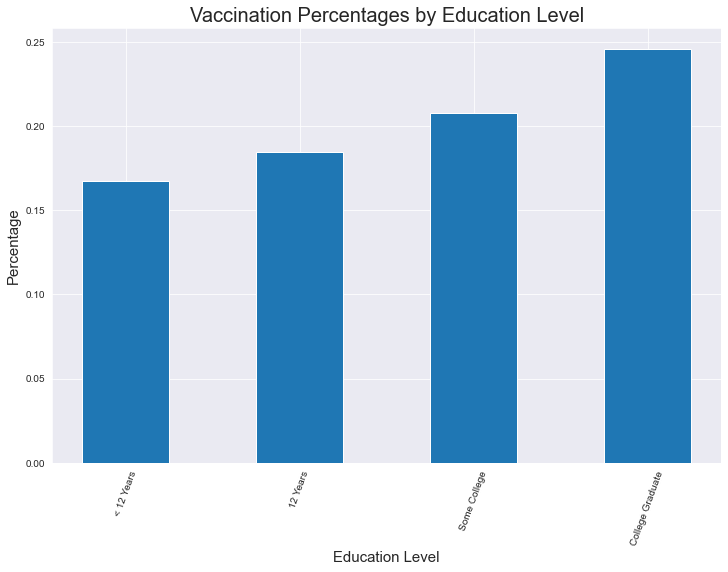 Vaccination Percentages by Education Level
Percentage
0.25
0.20
0.15
0.10
0.05
0.00
< 12 Years
12 Years
Some College
College Graduate
Education Level